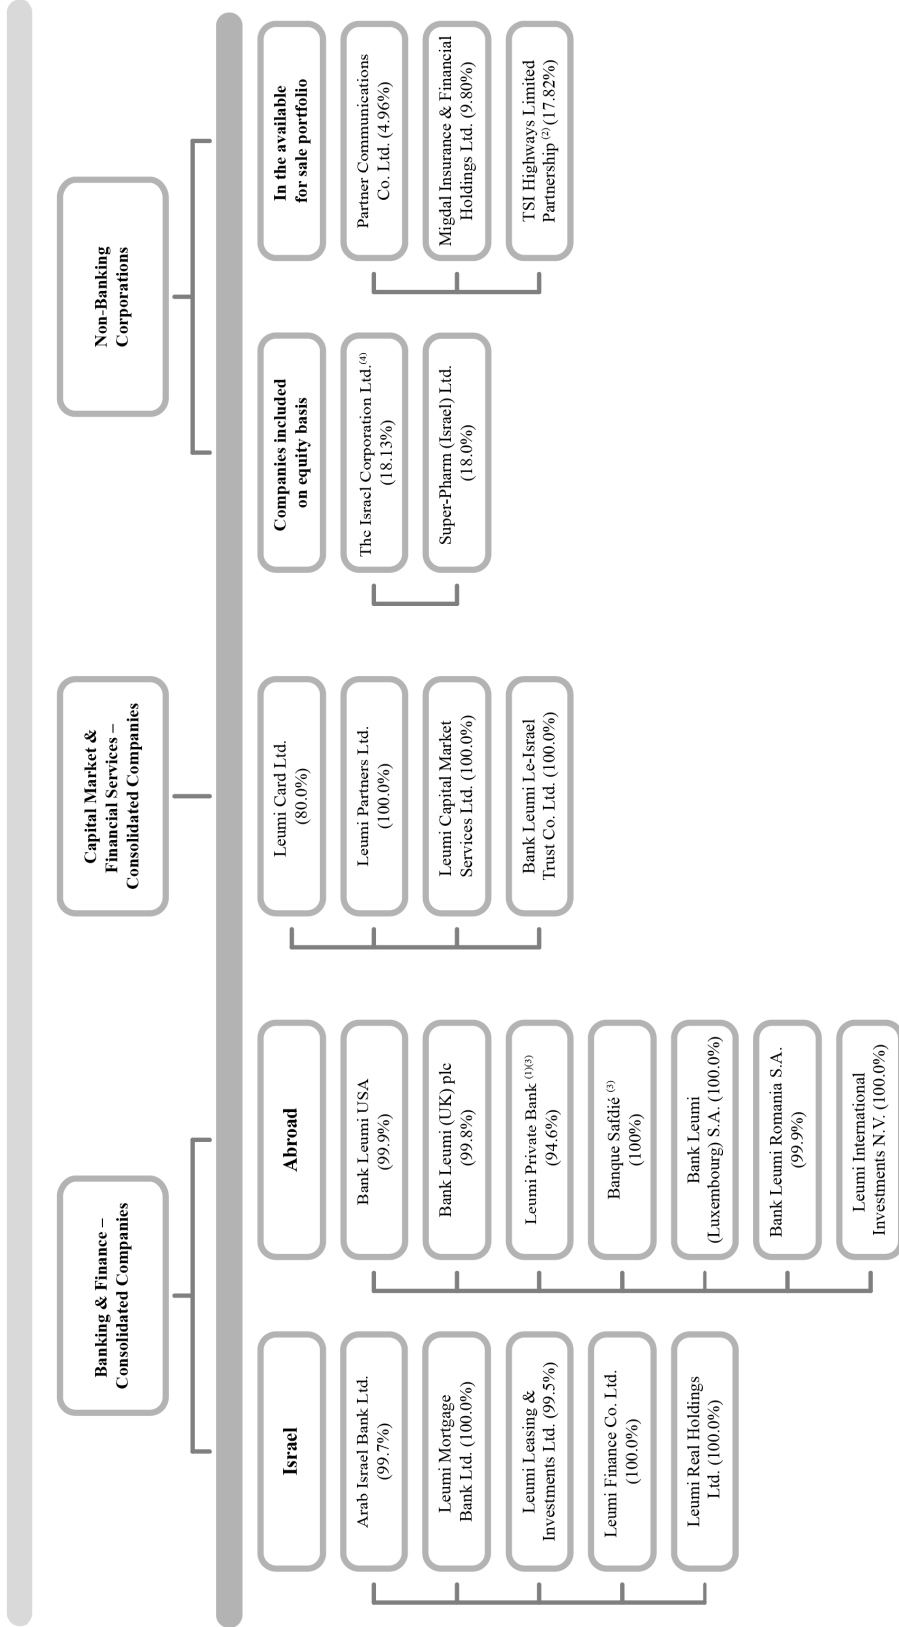 Banking & Finance –
Consolidated Companies
Israel
Arab Israel Bank Ltd.
(99.7%)
Leumi Mortgage
Bank Ltd. (100.0%)
Leumi Leasing &
Investments Ltd. (99.5%)
Leumi Finance Co. Ltd.
(100.0%)
Leumi Real Holdings
Ltd. (100.0%)
Abroad
Bank Leumi USA
(99.9%)
Bank Leumi (UK) plc
(99.8%)
Leumi Private Bank (1)(3)
(94.6%)
Banque Safdié (3)
(100%)
Bank Leumi
(Luxembourg) S.A. (100.0%)
Bank Leumi Romania S.A.
(99.9%)
Leumi International
Investments N.V. (100.0%)
Capital Market &
Financial Services –
Consolidated Companies
Leumi Card Ltd.
(80.0%)
Leumi Partners Ltd.
(100.0%)
Leumi Capital Market
Services Ltd. (100.0%)
Bank Leumi Le-Israel
Trust Co. Ltd. (100.0%)
Non-Banking
Corporations
Companies included
on equity basis
The Israel Corporation Ltd.(4)
(18.13%)
Super-Pharm (Israel) Ltd.
(18.0%)
In the available
for sale portfolio
Partner Communications
Co. Ltd. (4.96%)
Migdal Insurance & Financial
Holdings Ltd. (9.80%)
TSI Highways Limited
Partnership (2) (17.82%)